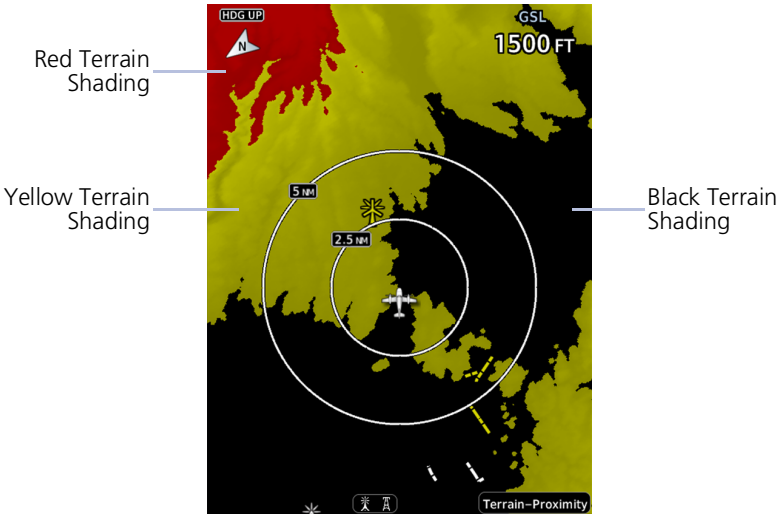 HDG UP
N
GSL
1500 FT
Red Terrain
Shading
5 NM
Yellow Terrain
Shading
2.5 NM
Black Terrain
Shading
Terrain-Proximity